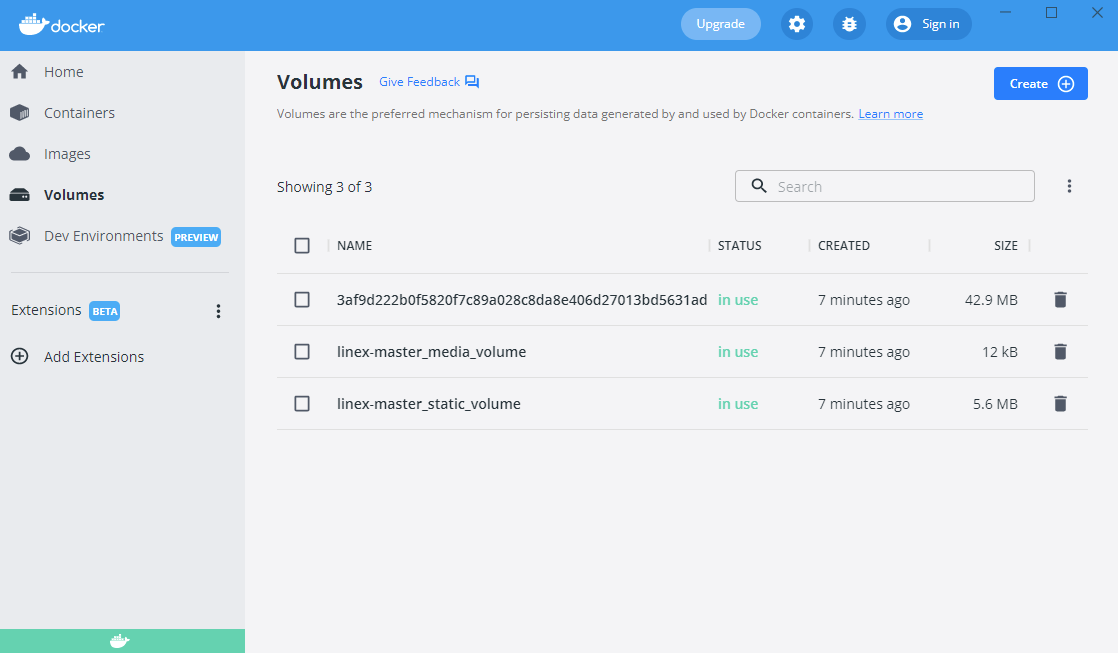 docker
Upgrade
Sign in
Home
Containers
Images
Volumes
Dev Environments PREVIEW
Extensions BETA
Add Extensions
Volumes Give Feedback
Create
Volumes are the preferred mechanism for persisting data generated by and used by Docker containers. Learn more
Showing 3 of 3
Search
NAME STATUS CREATED SIZE
3af9d222b0f5820f7c89a028c8da8e406d27013bd5631ad in use 7 minutes ago 42.9 MB
linex-master_media_volume in use 7 minutes ago 12 kB
linex-master_static_volume in use 7 minutes ago 5.6 MB